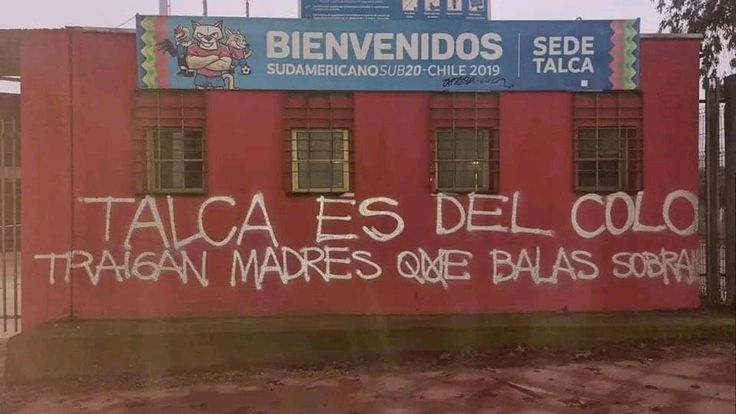 BIENVENIDOS
SUDAMERICANO SUB20-CHILE 2019
SEDE
TALCA
TALCA ES DEL COLO
TRAIGAN MADRES QUE BALAS SOBRAN